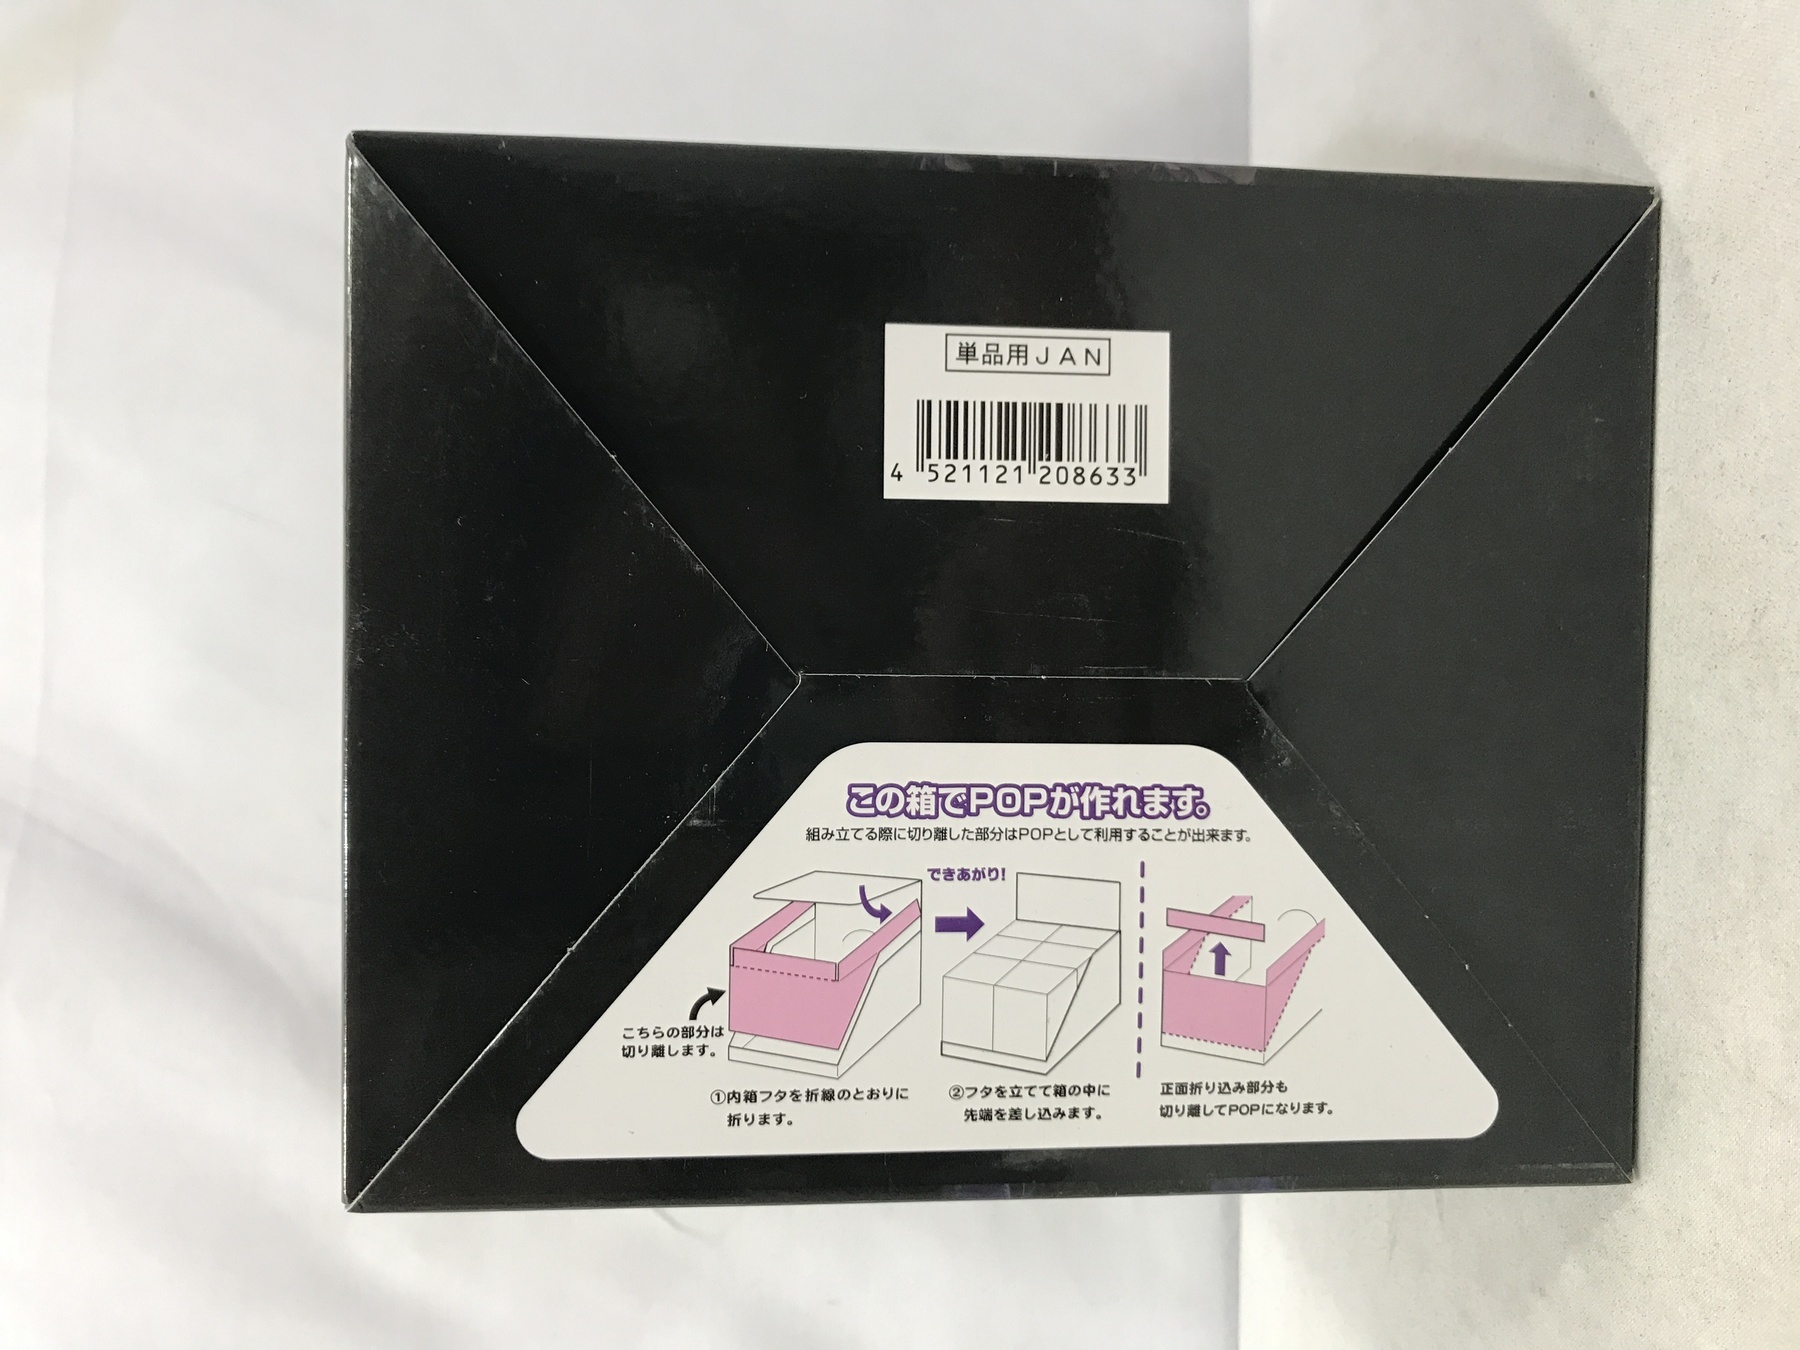 単品用JAN
4 521121 208633
この箱でPOPが作れます。
組み立てる際に切り離した部分はPOPとして利用することが出来ます。
できあがり!
こちらの部分は
切り離します。
①内箱フタを折線のとおりに
折ります。
②フタを立てて箱の中に
先端を差し込みます。
正面折り込み部分も
切り離してPOPになります。